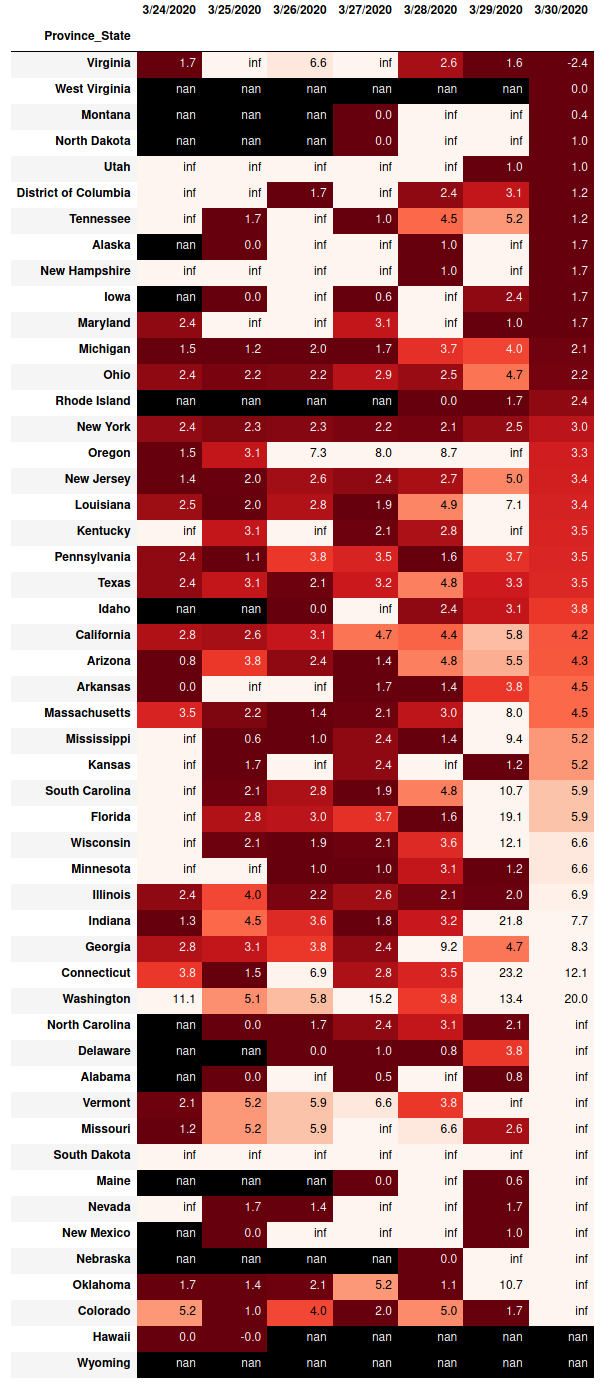 3/24/2020 3/25/2020 3/26/2020 3/27/2020 3/28/2020 3/29/2020 3/30/2020
Province_State
Virginia 1.7 inf 6.6 inf 2.6 1.6 -2.4
West Virginia nan nan nan nan nan nan 0.0
Montana nan nan nan 0.0 inf inf 0.4
North Dakota nan nan nan 0.0 inf inf 1.0
Utah inf inf inf inf inf 1.0 1.0
District of Columbia inf inf 1.7 inf 2.4 3.1 1.2
Tennessee inf 1.7 inf 1.0 4.5 5.2 1.2
Alaska nan 0.0 inf inf 1.0 inf 1.7
New Hampshire inf inf inf inf 1.0 inf 1.7
Iowa nan 0.0 inf 0.6 inf 2.4 1.7
Maryland 2.4 inf inf 3.1 inf 1.0 1.7
Michigan 1.5 1.2 2.0 1.7 3.7 4.0 2.1
Ohio 2.4 2.2 2.2 2.9 2.5 4.7 2.2
Rhode Island nan nan nan nan 0.0 1.7 2.4
New York 2.4 2.3 2.3 2.2 2.1 2.5 3.0
Oregon 1.5 3.1 7.3 8.0 8.7 inf 3.3
New Jersey 1.4 2.0 2.6 2.4 2.7 5.0 3.4
Louisiana 2.5 2.0 2.8 1.9 4.9 7.1 3.4
Kentucky inf 3.1 inf 2.1 2.8 inf 3.5
Pennsylvania 2.4 1.1 3.8 3.5 1.6 3.7 3.5
Texas 2.4 3.1 2.1 3.2 4.8 3.3 3.5
Idaho nan nan 0.0 inf 2.4 3.1 3.8
California 2.8 2.6 3.1 4.7 4.4 5.8 4.2
Arizona 0.8 3.8 2.4 1.4 4.8 5.5 4.3
Arkansas 0.0 inf inf 1.7 1.4 3.8 4.5
Massachusetts 3.5 2.2 1.4 2.1 3.0 8.0 4.5
Mississippi inf 0.6 1.0 2.4 1.4 9.4 5.2
Kansas inf 1.7 inf 2.4 inf 1.2 5.2
South Carolina inf 2.1 2.8 1.9 4.8 10.7 5.9
Florida inf 2.8 3.0 3.7 1.6 19.1 5.9
Wisconsin inf 2.1 1.9 2.1 3.6 12.1 6.6
Minnesota inf inf 1.0 1.0 3.1 1.2 6.6
Illinois 2.4 4.0 2.2 2.6 2.1 2.0 6.9
Indiana 1.3 4.5 3.6 1.8 3.2 21.8 7.7
Georgia 2.8 3.1 3.8 2.4 9.2 4.7 8.3
Connecticut 3.8 1.5 6.9 2.8 3.5 23.2 12.1
Washington 11.1 5.1 5.8 15.2 3.8 13.4 20.0
North Carolina nan 0.0 1.7 2.4 3.1 2.1 inf
Delaware nan nan 0.0 1.0 0.8 3.8 inf
Alabama nan 0.0 inf 0.5 inf 0.8 inf
Vermont 2.1 5.2 5.9 6.6 3.8 inf inf
Missouri 1.2 5.2 5.9 inf 6.6 2.6 inf
South Dakota inf inf inf inf inf inf inf
Maine nan nan nan 0.0 inf 0.6 inf
Nevada inf 1.7 1.4 inf inf 1.7 inf
New Mexico nan 0.0 inf inf inf 1.0 inf
Nebraska nan nan nan nan 0.0 inf inf
Oklahoma 1.7 1.4 2.1 5.2 1.1 10.7 inf
Colorado 5.2 1.0 4.0 2.0 5.0 1.7 inf
Hawaii 0.0 -0.0 nan nan nan nan nan
Wyoming nan nan nan nan nan nan nan